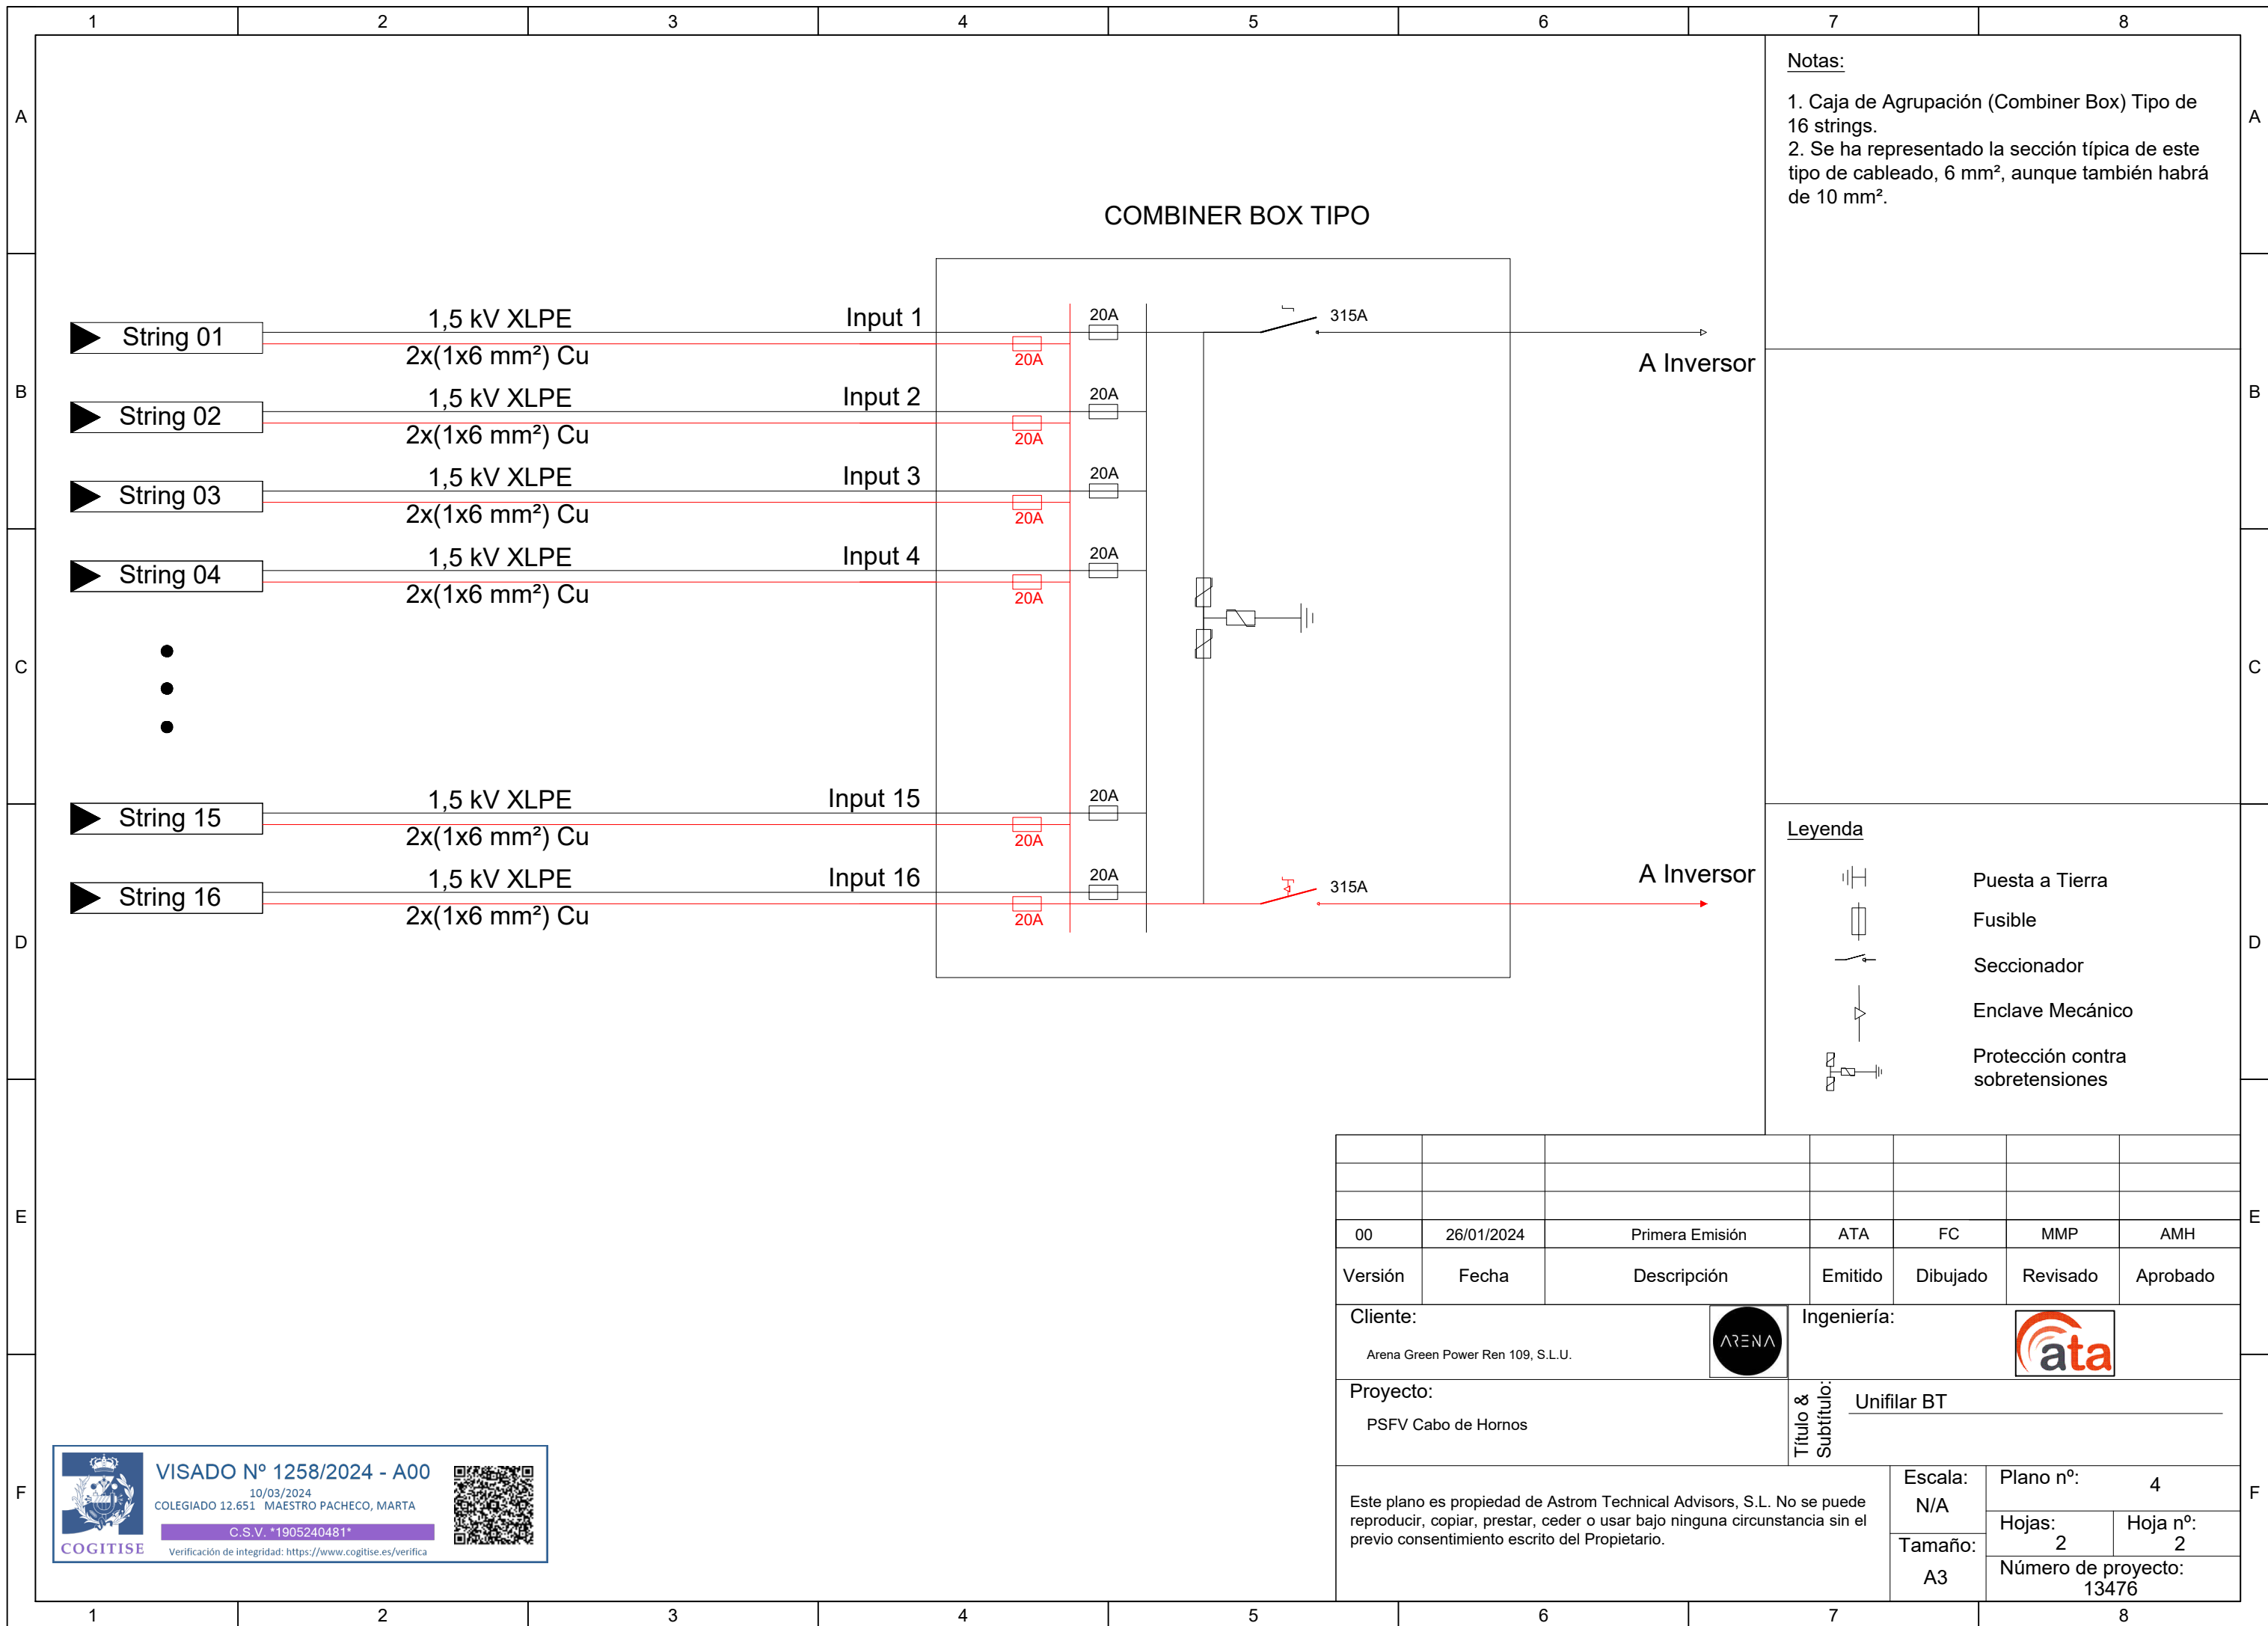 1 2 3 4 5 6 7 8
A
B
C
D
E
F
A
B
C
D
E
F
Notas:
1. Caja de Agrupación (Combiner Box) Tipo de
16 strings.
2. Se ha representado la sección típica de este
tipo de cableado, 6 mm², aunque también habrá
de 10 mm².
COMBINER BOX TIPO
String 01
1,5 kV XLPE
2x(1x6 mm²) Cu
Input 1
20A
20A
315A
A Inversor
String 02
1,5 kV XLPE
2x(1x6 mm²) Cu
Input 2
20A
20A
String 03
1,5 kV XLPE
2x(1x6 mm²) Cu
Input 3
20A
20A
String 04
1,5 kV XLPE
2x(1x6 mm²) Cu
Input 4
20A
20A
String 15
1,5 kV XLPE
2x(1x6 mm²) Cu
Input 15
20A
20A
String 16
1,5 kV XLPE
2x(1x6 mm²) Cu
Input 16
20A
20A
315A
A Inversor
Leyenda
Puesta a Tierra
Fusible
Seccionador
Enclave Mecánico
Protección contra
sobretensiones
00 26/01/2024 Primera Emisión ATA FC MMP AMH
Versión Fecha Descripción Emitido Dibujado Revisado Aprobado
Cliente:
Arena Green Power Ren 109, S.L.U.
ARENA
Ingeniería:
ata
Proyecto:
PSFV Cabo de Hornos
Título &
Subtítulo:
Unifilar BT
Este plano es propiedad de Astrom Technical Advisors, S.L. No se puede
reproducir, copiar, prestar, ceder o usar bajo ninguna circunstancia sin el
previo consentimiento escrito del Propietario.
Escala:
N/A
Tamaño:
A3
Plano nº:
4
Hojas:
2
Hoja nº:
2
Número de proyecto:
13476
VISADO Nº 1258/2024 - A00
10/03/2024
COLEGIADO 12.651 MAESTRO PACHECO, MARTA
C.S.V. *1905240481*
Verificación de integridad: https://www.cogitise.es/verifica
COGITISE
1 2 3 4 5 6 7 8